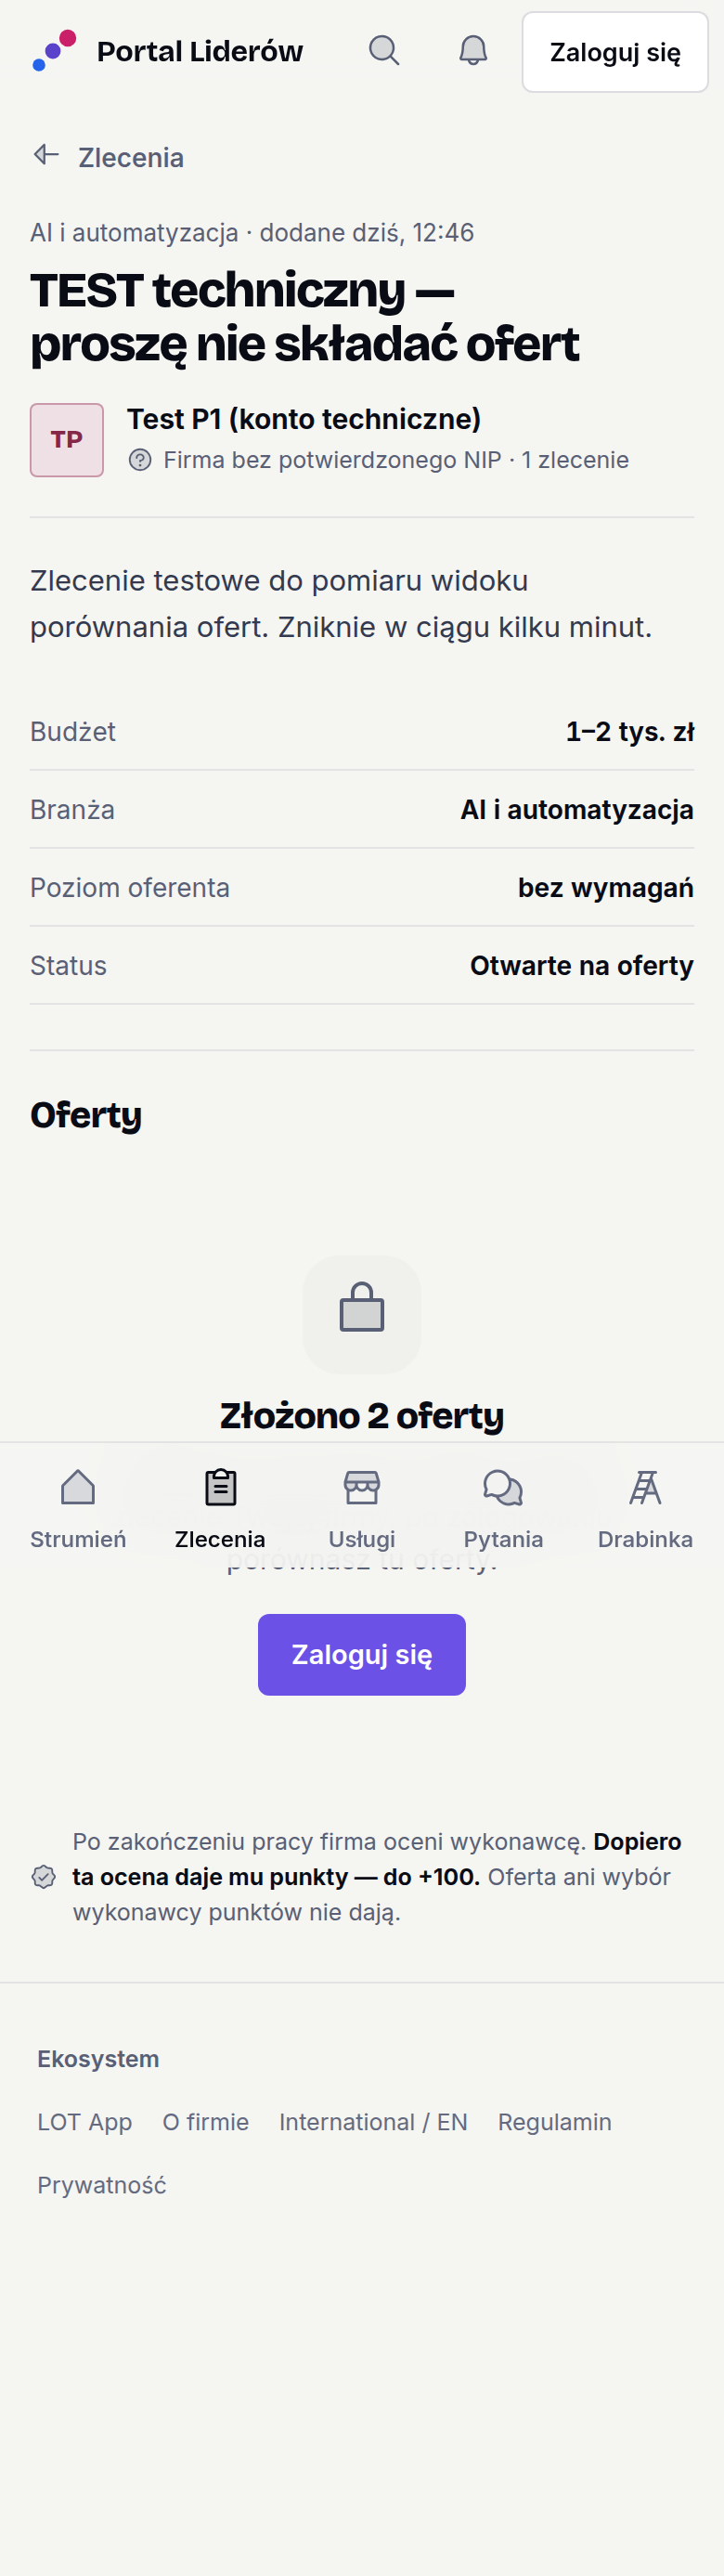 Portal Liderów
Zaloguj się
Zlecenia
AI i automatyzacja · dodane dziś, 12:46
TEST techniczny —
proszę nie składać ofert
TP
Test P1 (konto techniczne)
Firma bez potwierdzonego NIP · 1 zlecenie
Zlecenie testowe do pomiaru widoku
porównania ofert. Zniknie w ciągu kilku minut.
Budżet 1–2 tys. zł
Branża AI i automatyzacja
Poziom oferenta bez wymagań
Status Otwarte na oferty
Oferty
Złożono 2 oferty
Strumień Zlecenia Usługi Pytania Drabinka
porównasz tu oferty.
Zaloguj się
Po zakończeniu pracy firma oceni wykonawcę. Dopiero
ta ocena daje mu punkty — do +100. Oferta ani wybór
wykonawcy punktów nie dają.
Ekosystem
LOT App O firmie International / EN Regulamin
Prywatność